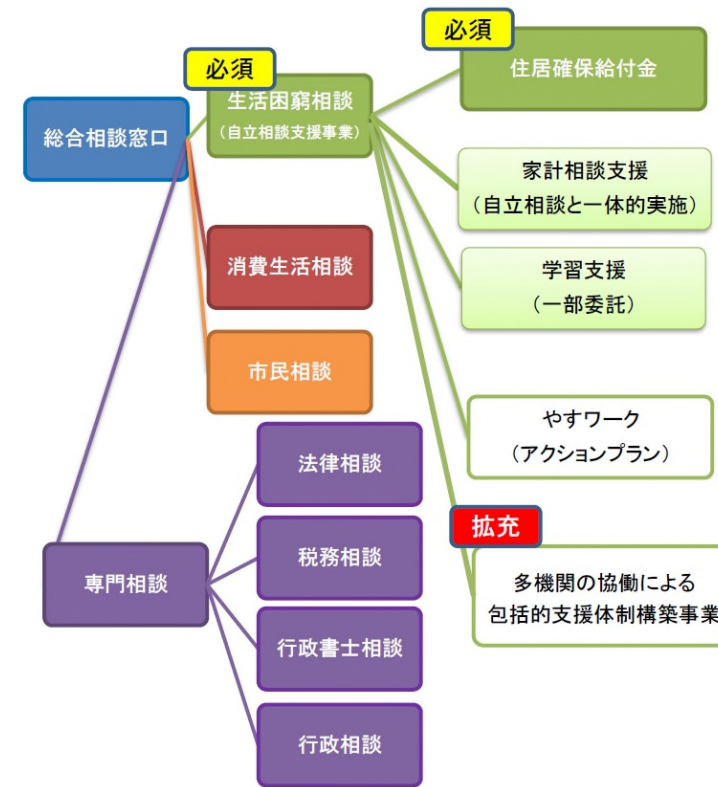 必須
必須
総合相談窓口
生活困窮相談
（自立相談支援事業）
住居確保給付金
家計相談支援
（自立相談と一体的実施）
消費生活相談
学習支援
（一部委託）
市民相談
やすワーク
（アクションプラン）
法律相談
拡充
専門相談
税務相談
多機関の協働による
包括的支援体制構築事業
行政書士相談
行政相談